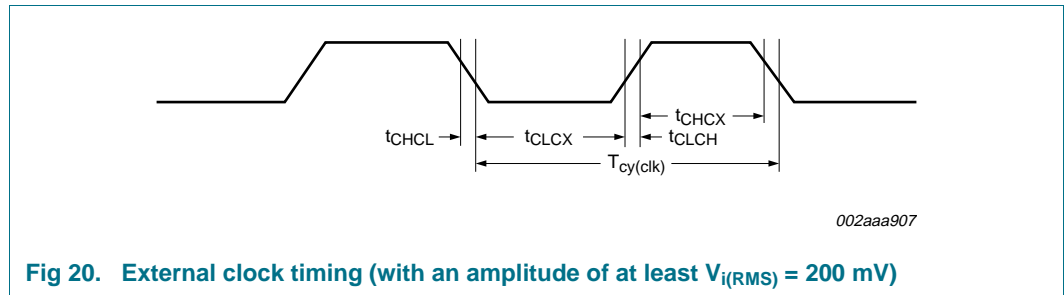 tCHCX
tCHCL
tCLCX
tCLCH
Tcy(clk)
002aaa907
Fig 20. External clock timing (with an amplitude of at least Vi(RMS) = 200 mV)